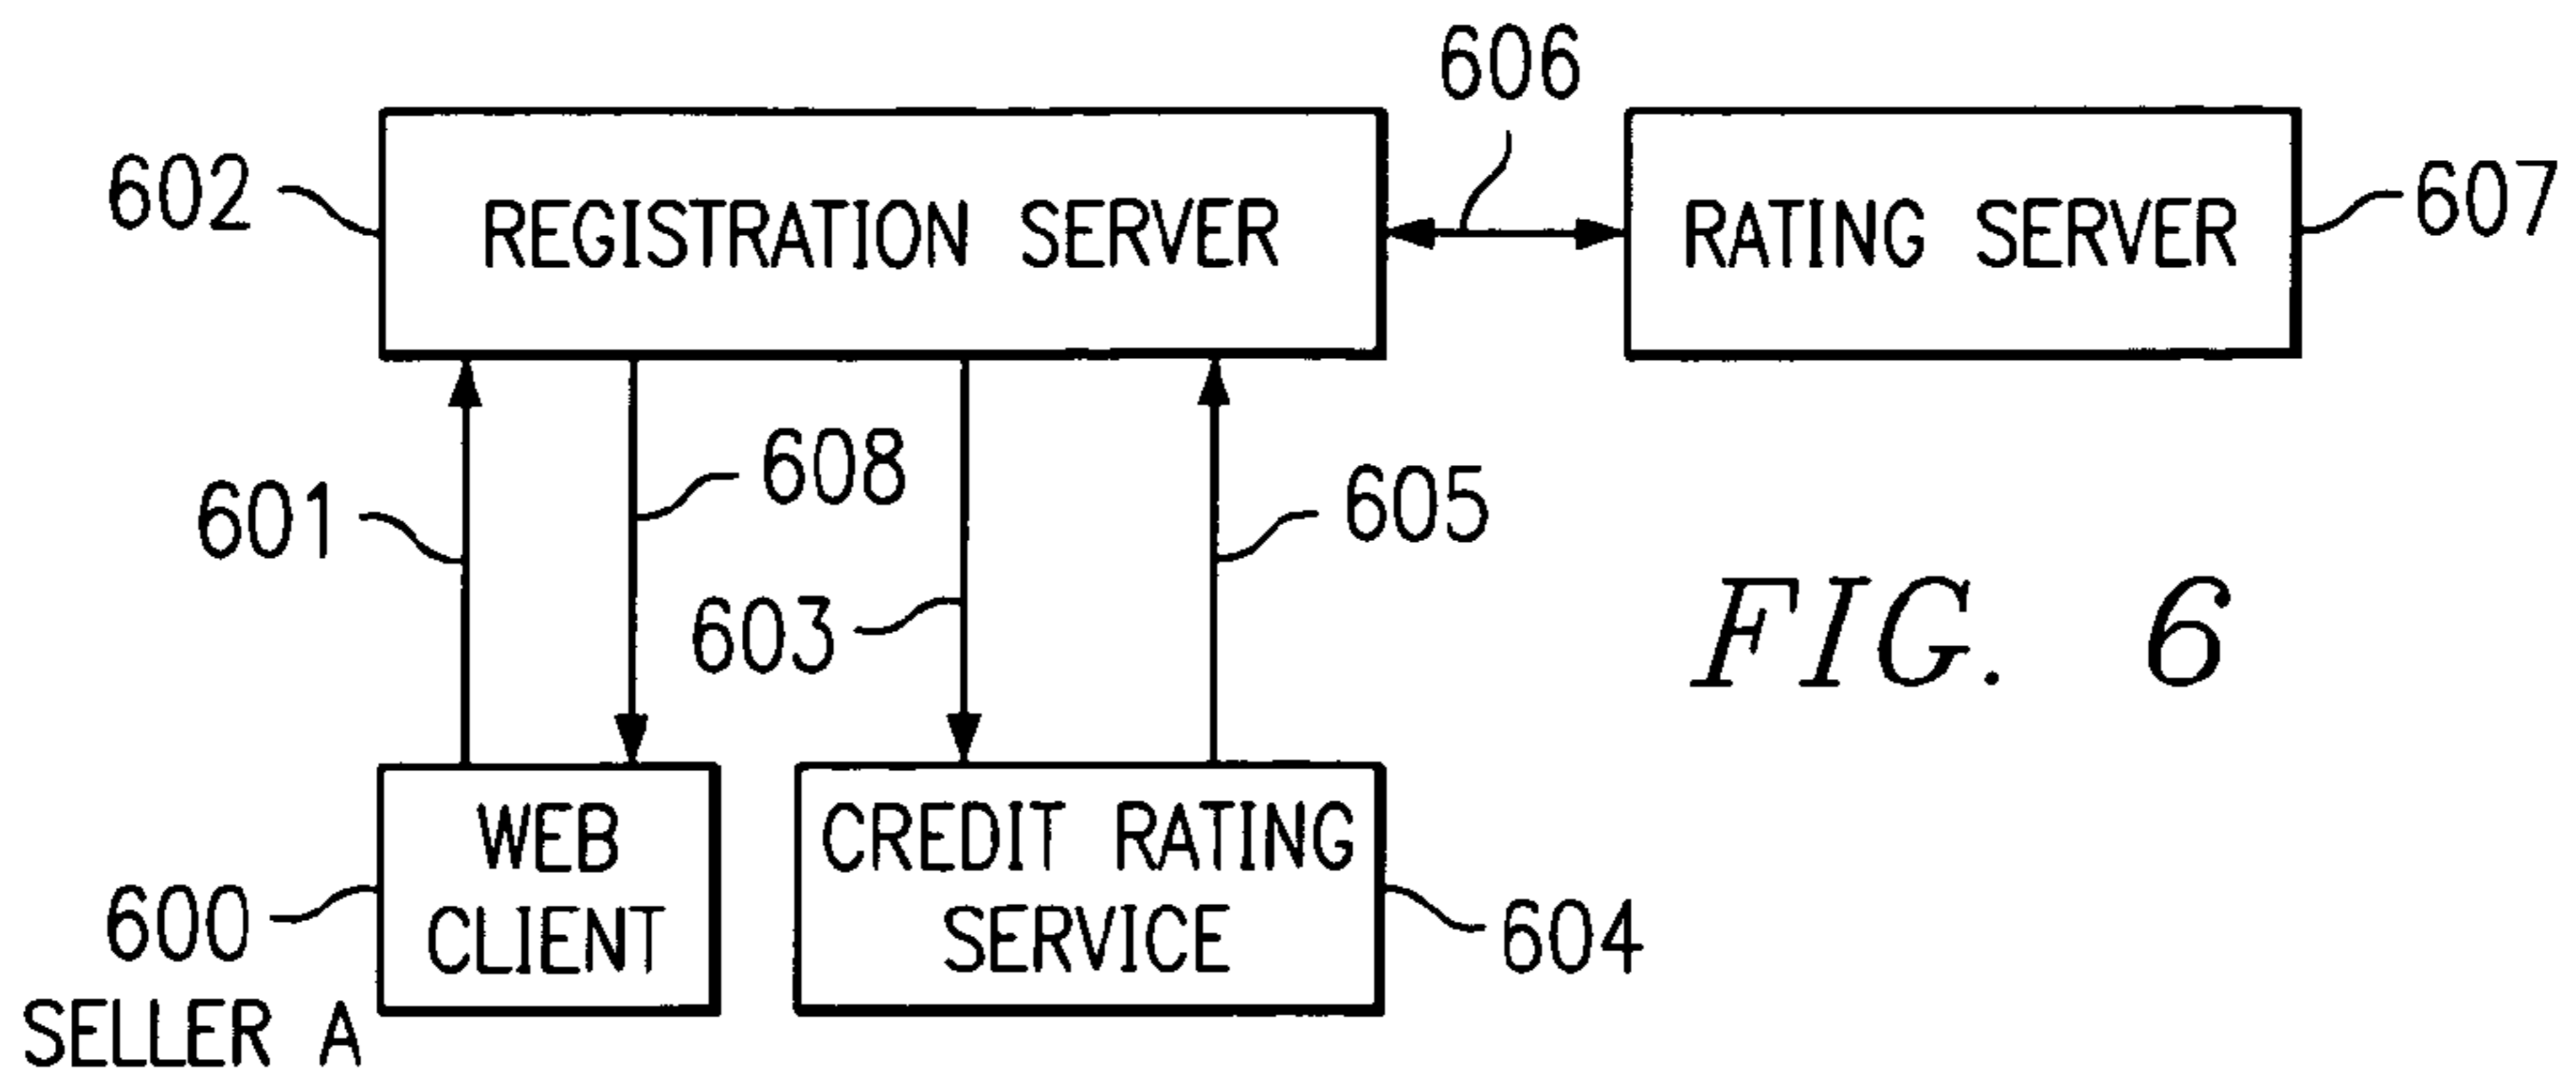 606
602
REGISTRATION SERVER
RATING SERVER
607
601
608
603
605
FIG. 6
600
WEB
CLIENT
CREDIT RATING
SERVICE
604
SELLER A